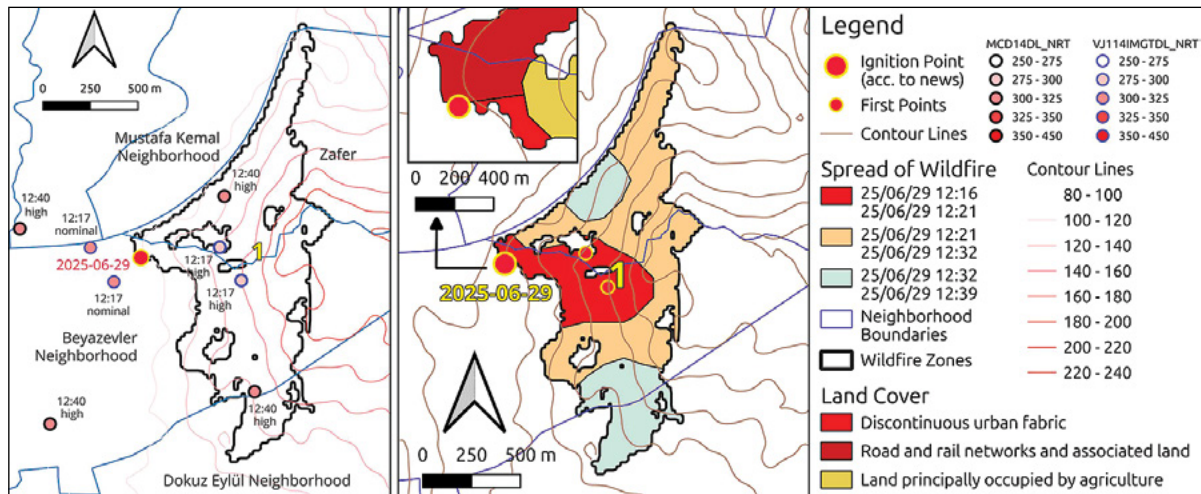 0
250
500 m
Mustafa Kemal
Neighborhood
Zafer
12:40
high
12:40
high
12:17
nominal
2025-06-29
12:17
high
1
12:17
high
12:17
nominal
Beyazevler
Neighborhood
12:40
high
12:40
high
Dokuz Eylül Neighborhood
0 200 400 m
1
2025-06-29
0 250 500 m
Legend
Ignition Point
(acc. to news)
First Points
Contour Lines
MCD14DL_NRT
250 - 275
275 - 300
300 - 325
325 - 350
350 - 450
VJ114IMGTDL_NRT
250 - 275
275 - 300
300 - 325
325 - 350
350 - 450
Spread of Wildfire
25/06/29 12:16
25/06/29 12:21
25/06/29 12:21
25/06/29 12:32
25/06/29 12:32
25/06/29 12:39
Neighborhood
Boundaries
Wildfire Zones
Contour Lines
80 - 100
100 - 120
120 - 140
140 - 160
160 - 180
180 - 200
200 - 220
220 - 240
Land Cover
Discontinuous urban fabric
Road and rail networks and associated land
Land principally occupied by agriculture